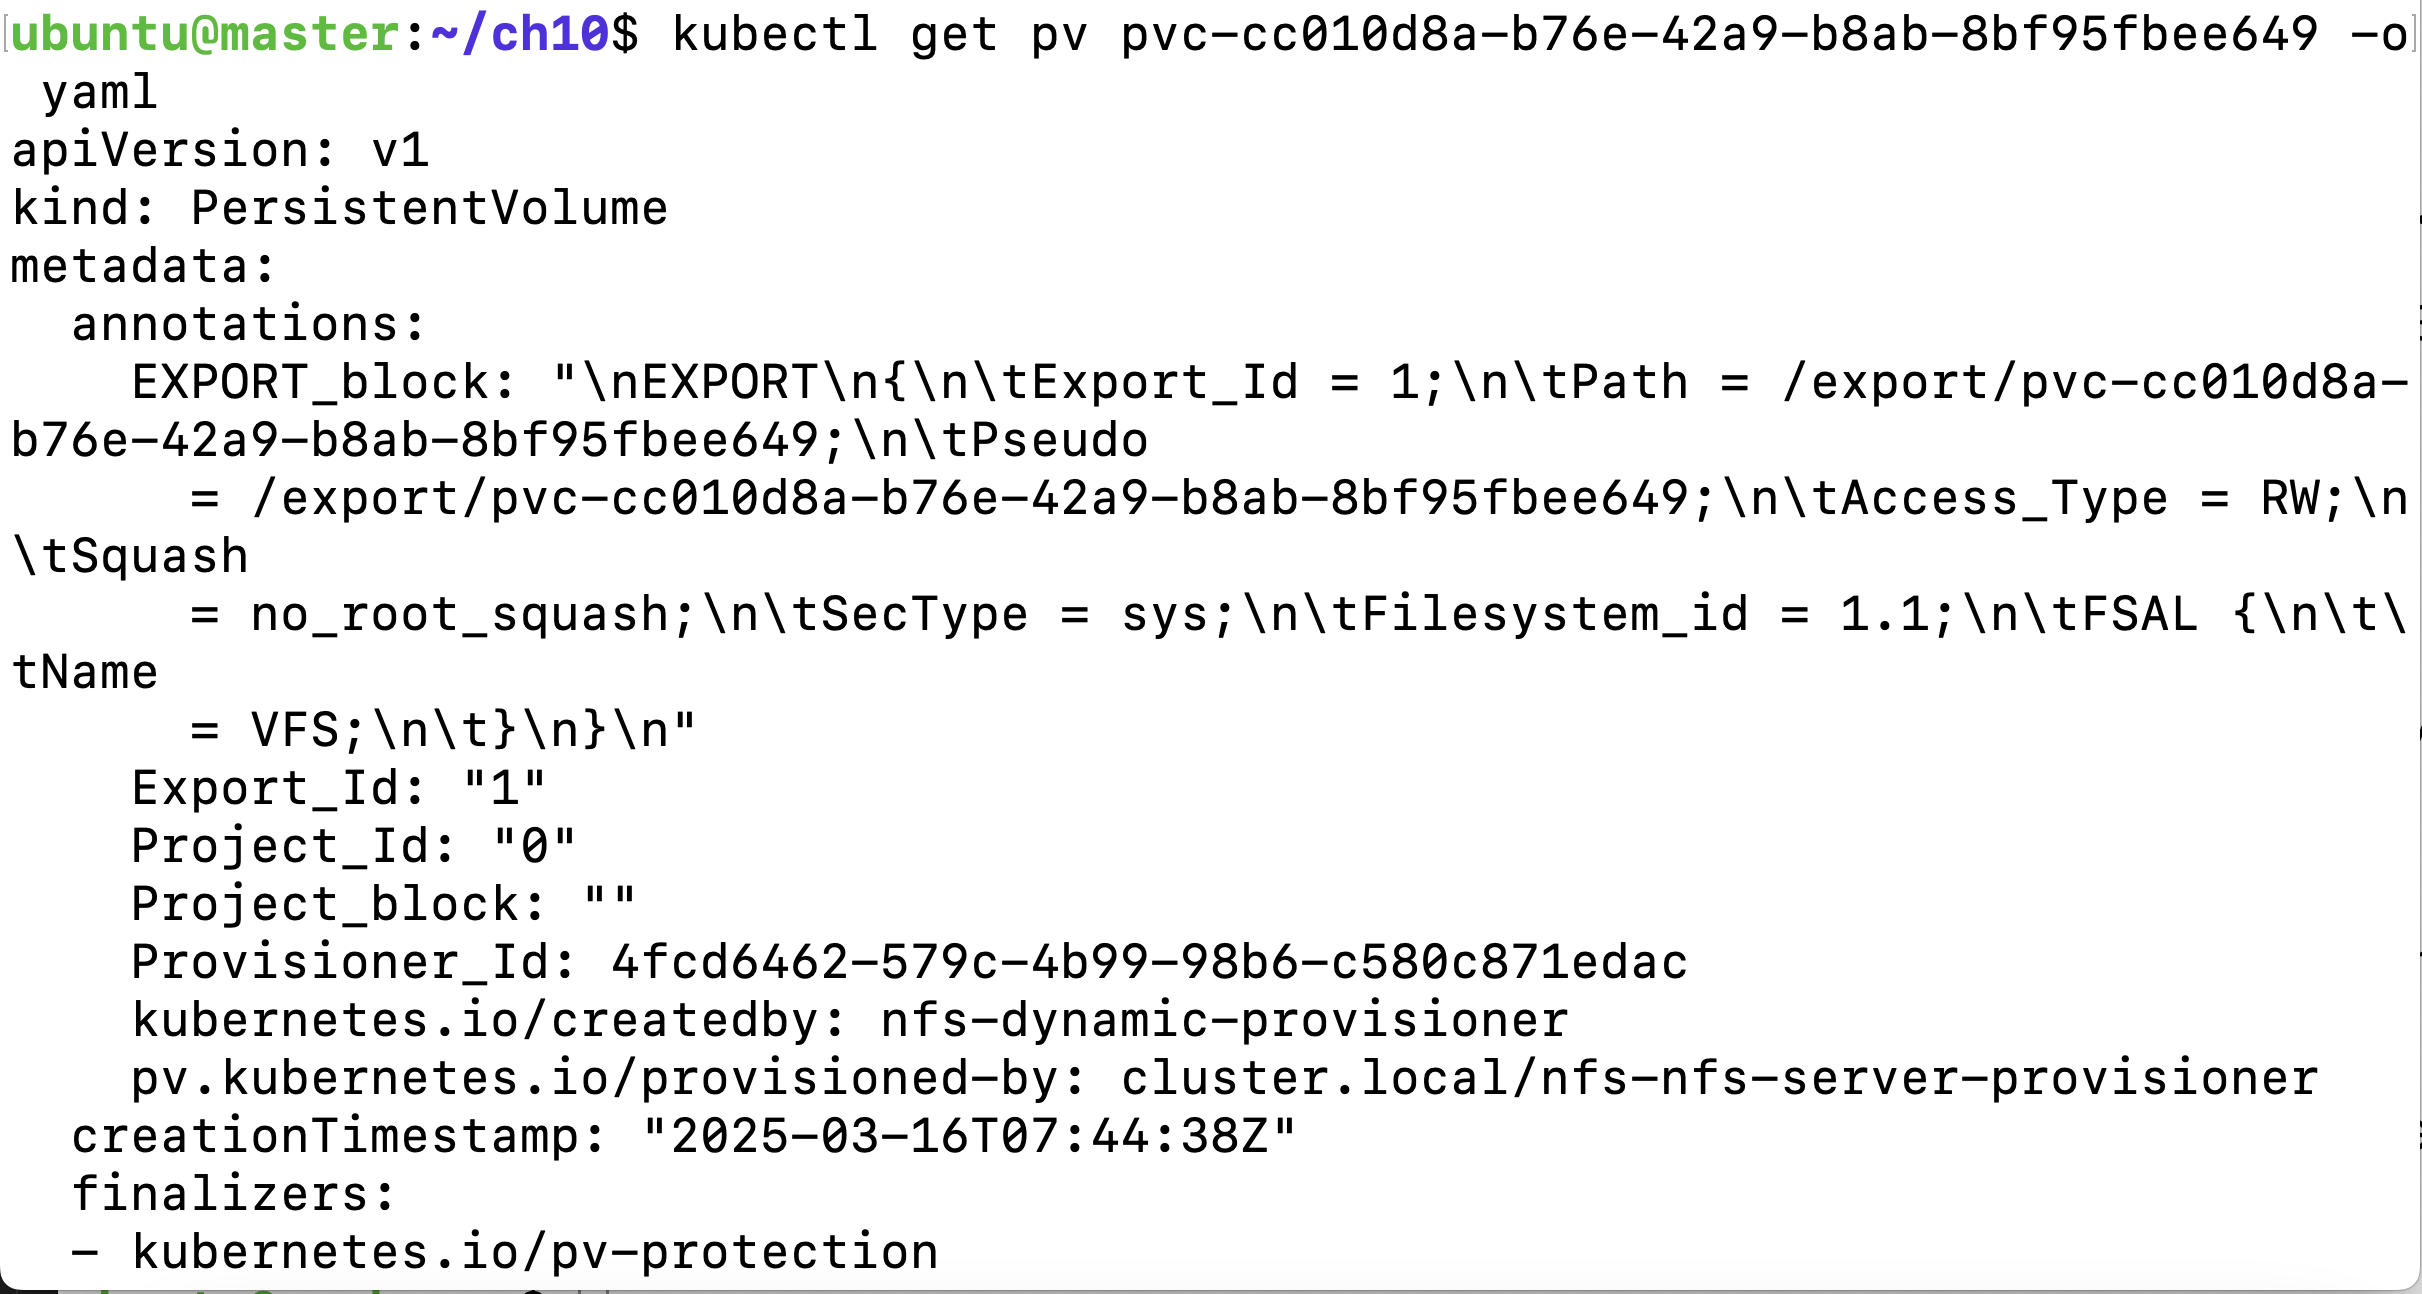 ubuntu@master:~/ch10$ kubectl get pv pvc-cc010d8a-b76e-42a9-b8ab-8bf95fbee649 -o
 yaml
apiVersion: v1
kind: PersistentVolume
metadata:
  annotations:
    EXPORT_block: "\nEXPORT\n{\n\tExport_Id = 1;\n\tPath = /export/pvc-cc010d8a-
b76e-42a9-b8ab-8bf95fbee649;\n\tPseudo
      = /export/pvc-cc010d8a-b76e-42a9-b8ab-8bf95fbee649;\n\tAccess_Type = RW;\n
\tSquash
      = no_root_squash;\n\tSecType = sys;\n\tFilesystem_id = 1.1;\n\tFSAL {\n\t\
tName
      = VFS;\n\t}\n}\n"
    Export_Id: "1"
    Project_Id: "0"
    Project_block: ""
    Provisioner_Id: 4fcd6462-579c-4b99-98b6-c580c871edac
    kubernetes.io/createdby: nfs-dynamic-provisioner
    pv.kubernetes.io/provisioned-by: cluster.local/nfs-nfs-server-provisioner
  creationTimestamp: "2025-03-16T07:44:38Z"
  finalizers:
  - kubernetes.io/pv-protection